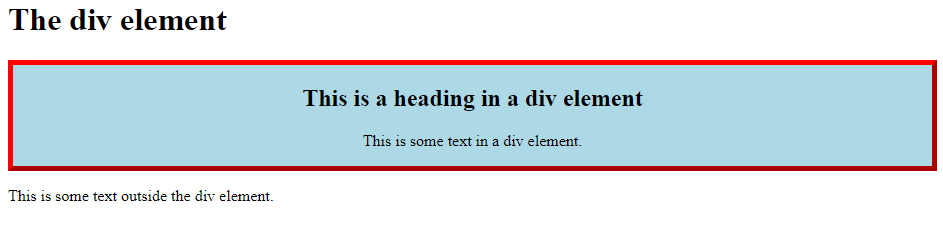 The div element
This is a heading in a div element
This is some text in a div element.
This is some text outside the div element.